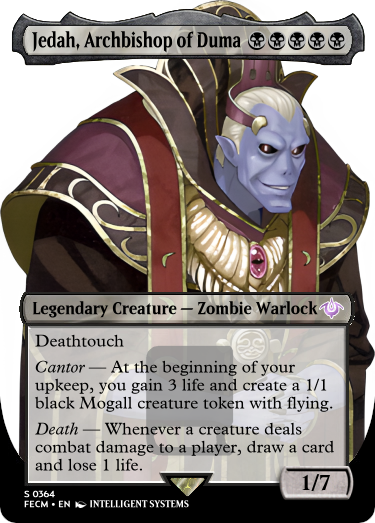 Jedah, Archbishop of Duma
Legendary Creature — Zombie Warlock
Deathtouch
Cantor — At the beginning of your
upkeep, you gain 3 life and create a 1/1
black Mogall creature token with flying.
Death — Whenever a creature deals
combat damage to a player, draw a card
and lose 1 life.
1/7
S 0364
FECM • EN INTELLIGENT SYSTEMS